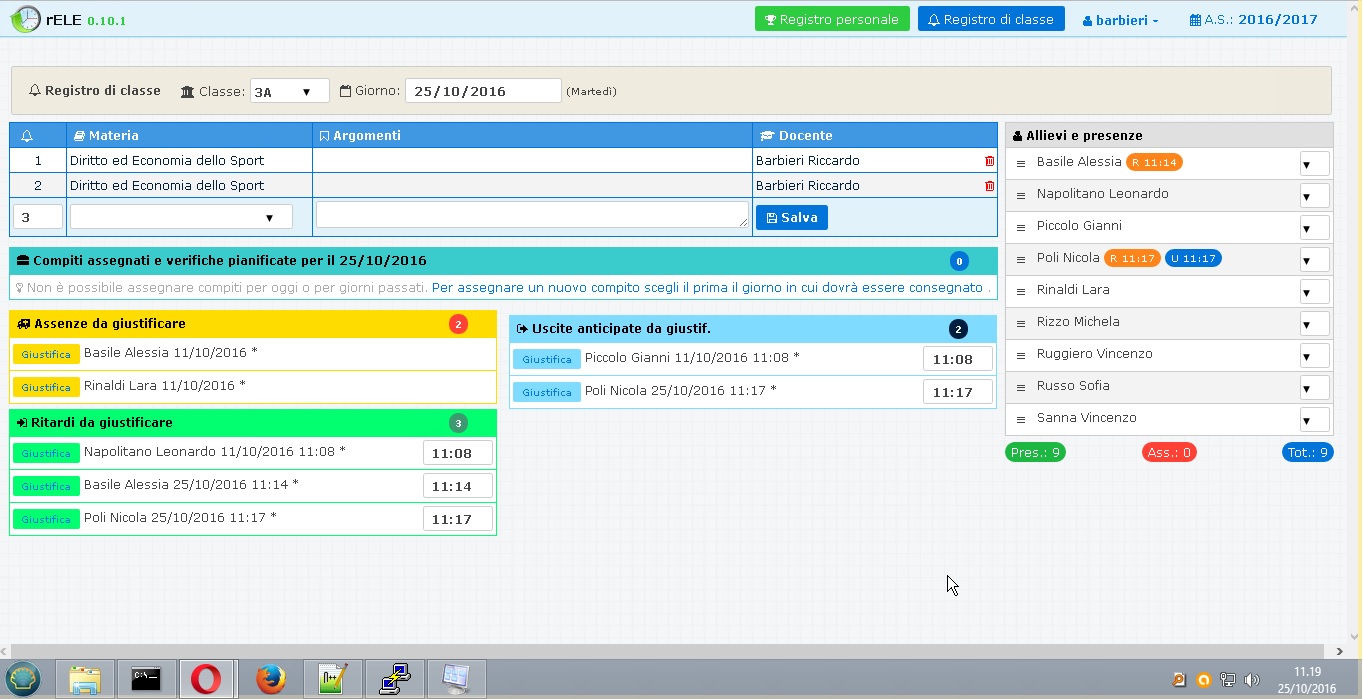 rELE 0.10.1
Registro personale
Registro di classe
barbieri
A.S.: 2016/2017
Registro di classe Classe: 3A Giorno: 25/10/2016 (Martedì)
Materia Argomenti Docente
1 Diritto ed Economia dello Sport Barbieri Riccardo
2 Diritto ed Economia dello Sport Barbieri Riccardo
3 Salva
Compiti assegnati e verifiche pianificate per il 25/10/2016 0
Non è possibile assegnare compiti per oggi o per giorni passati. Per assegnare un nuovo compito scegli il prima il giorno in cui dovrà essere consegnato .
Assenze da giustificare 2
Giustifica Basile Alessia 11/10/2016 *
Giustifica Rinaldi Lara 11/10/2016 *
Ritardi da giustificare 3
Giustifica Napolitano Leonardo 11/10/2016 11:08 * 11:08
Giustifica Basile Alessia 25/10/2016 11:14 * 11:14
Giustifica Poli Nicola 25/10/2016 11:17 * 11:17
Uscite anticipate da giustif. 2
Giustifica Piccolo Gianni 11/10/2016 11:08 * 11:08
Giustifica Poli Nicola 25/10/2016 11:17 * 11:17
Allievi e presenze
Basile Alessia R 11:14
Napolitano Leonardo
Piccolo Gianni
Poli Nicola R 11:17 U 11:17
Rinaldi Lara
Rizzo Michela
Ruggiero Vincenzo
Russo Sofia
Sanna Vincenzo
Pres.: 9 Ass.: 0 Tot.: 9
C:\
11.19
25/10/2016